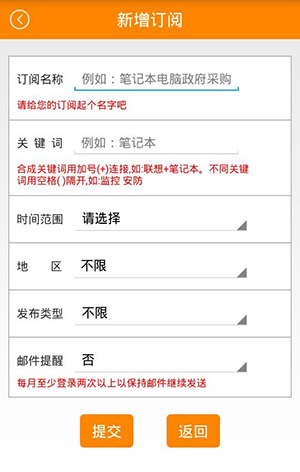 新增订阅
订阅名称 例如：笔记本电脑政府采购
请给您的订阅起个名字吧
关 键 词 例如：笔记本
合成关键词用加号(+)连接,如:联想+笔记本。不同关键
词用空格( )隔开,如:监控 安防
时间范围 请选择
地 区 不限
发布类型 不限
邮件提醒 否
每月至少登录两次以上以保持邮件继续发送
提交 返回